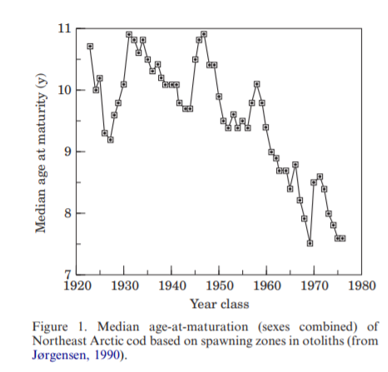 11
10
9
8
7
Median age at maturity (y)
1920 1930 1940 1950 1960 1970 1980
Year class
Figure 1. Median age-at-maturation (sexes combined) of
Northeast Arctic cod based on spawning zones in otoliths (from
Jørgensen, 1990).